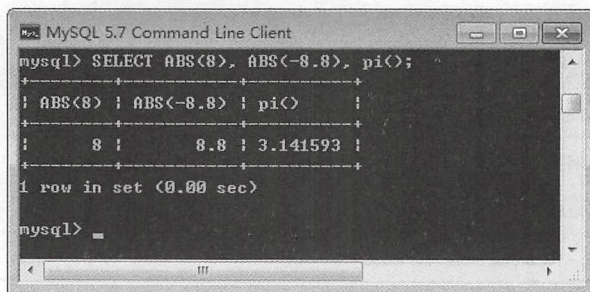 MySQL 5.7 Command Line Client
mysql> SELECT ABS(8), ABS(-8.8), pi();
+--------+-----------+----------+
| ABS(8) | ABS(-8.8) | pi()     |
+--------+-----------+----------+
|      8 |       8.8 | 3.141593 |
+--------+-----------+----------+
1 row in set (0.00 sec)
mysql> _